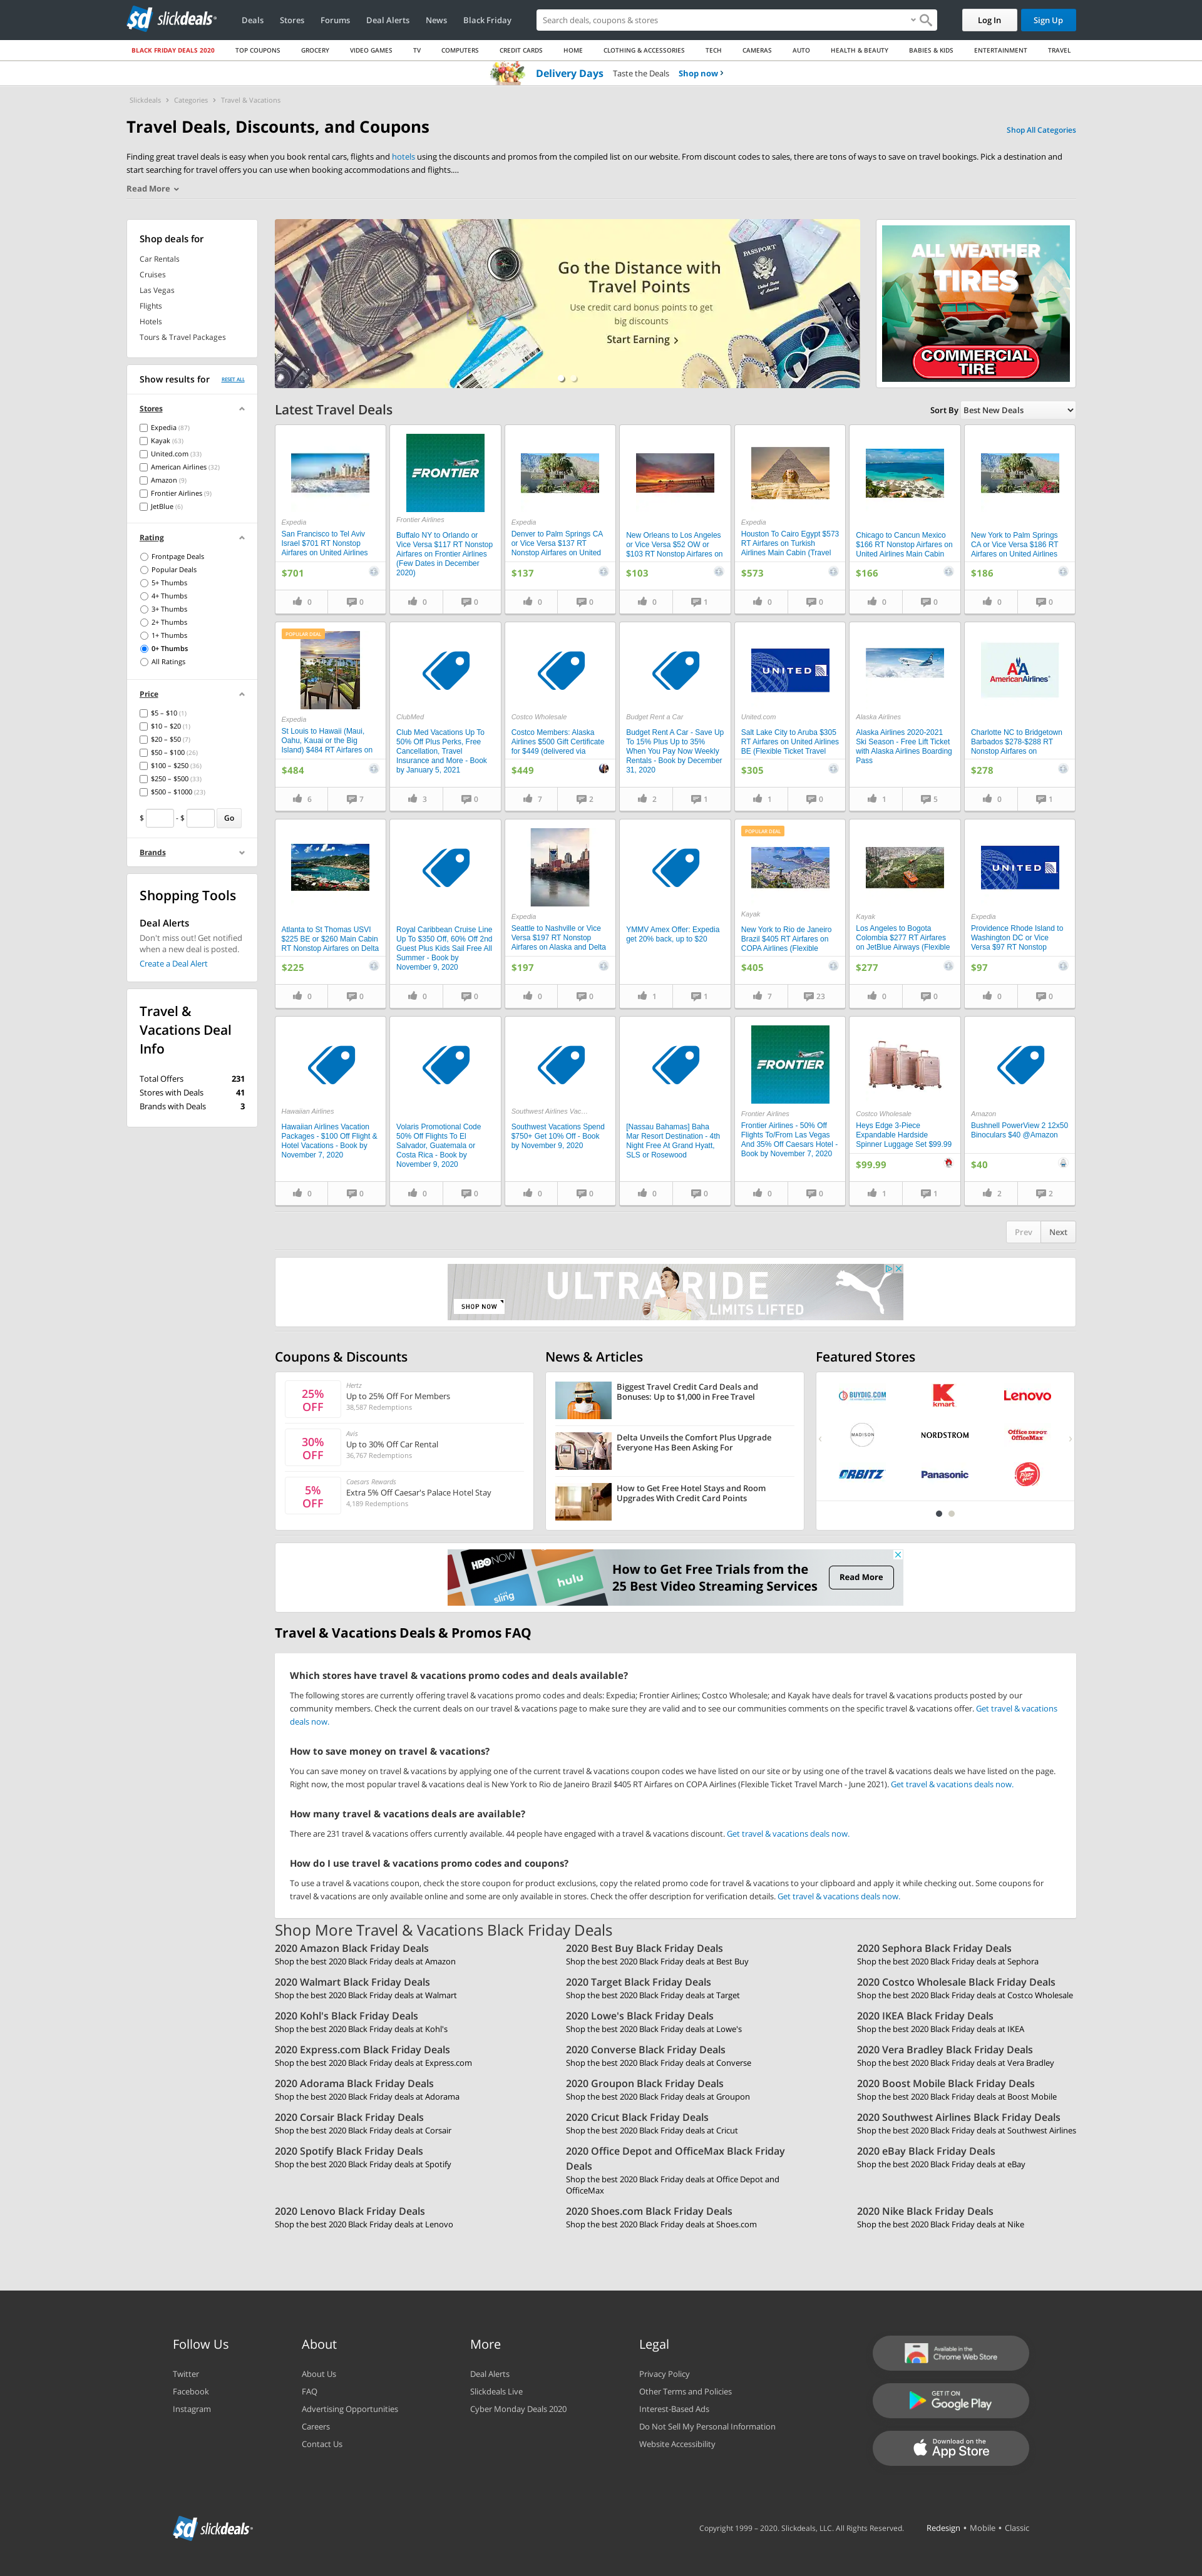 slickdeals
Deals
Stores
Forums
Deal Alerts
News
Black Friday
Search deals, coupons & stores
Log In
Sign Up
BLACK FRIDAY DEALS 2020
TOP COUPONS
GROCERY
VIDEO GAMES
TV
COMPUTERS
CREDIT CARDS
HOME
CLOTHING & ACCESSORIES
TECH
CAMERAS
AUTO
HEALTH & BEAUTY
BABIES & KIDS
ENTERTAINMENT
TRAVEL
Delivery Days Taste the Deals Shop now ›
Slickdeals › Categories › Travel & Vacations
Travel Deals, Discounts, and Coupons
Shop All Categories
Finding great travel deals is easy when you book rental cars, flights and hotels using the discounts and promos from the compiled list on our website. From discount codes to sales, there are tons of ways to save on travel bookings. Pick a destination and
start searching for travel offers you can use when booking accommodations and flights....
Read More
Shop deals for
Car Rentals
Cruises
Las Vegas
Flights
Hotels
Tours & Travel Packages
Show results for RESET ALL
Stores
Expedia (87)
Kayak (63)
United.com (33)
American Airlines (32)
Amazon (9)
Frontier Airlines (9)
JetBlue (6)
Rating
Frontpage Deals
Popular Deals
5+ Thumbs
4+ Thumbs
3+ Thumbs
2+ Thumbs
1+ Thumbs
0+ Thumbs
All Ratings
Price
$5 – $10 (1)
$10 – $20 (1)
$20 – $50 (7)
$50 – $100 (26)
$100 – $250 (36)
$250 – $500 (33)
$500 – $1000 (23)
$ - $ Go
Brands
Shopping Tools
Deal Alerts
Don't miss out! Get notified
when a new deal is posted.
Create a Deal Alert
Travel &
Vacations Deal
Info
Total Offers 231
Stores with Deals 41
Brands with Deals 3
Go the Distance with
Travel Points
Use credit card bonus points to get
big discounts
Start Earning ›
PASSPORT
ALL WEATHER
TIRES
COMMERCIAL
TIRE
Latest Travel Deals
Sort By Best New Deals
Expedia
San Francisco to Tel Aviv
Israel $701 RT Nonstop
Airfares on United Airlines
$701
0 0
FRONTIER
Frontier Airlines
Buffalo NY to Orlando or
Vice Versa $117 RT Nonstop
Airfares on Frontier Airlines
(Few Dates in December
2020)
0 0
Expedia
Denver to Palm Springs CA
or Vice Versa $137 RT
Nonstop Airfares on United
$137
0 0
New Orleans to Los Angeles
or Vice Versa $52 OW or
$103 RT Nonstop Airfares on
$103
0 1
Expedia
Houston To Cairo Egypt $573
RT Airfares on Turkish
Airlines Main Cabin (Travel
$573
0 0
Chicago to Cancun Mexico
$166 RT Nonstop Airfares on
United Airlines Main Cabin
$166
0 0
New York to Palm Springs
CA or Vice Versa $186 RT
Airfares on United Airlines
$186
0 0
POPULAR DEAL
Expedia
St Louis to Hawaii (Maui,
Oahu, Kauai or the Big
Island) $484 RT Airfares on
$484
6 7
ClubMed
Club Med Vacations Up To
50% Off Plus Perks, Free
Cancellation, Travel
Insurance and More - Book
by January 5, 2021
3 0
Costco Wholesale
Costco Members: Alaska
Airlines $500 Gift Certificate
for $449 (delivered via
$449
7 2
Budget Rent a Car
Budget Rent A Car - Save Up
To 15% Plus Up to 35%
When You Pay Now Weekly
Rentals - Book by December
31, 2020
2 1
UNITED
United.com
Salt Lake City to Aruba $305
RT Airfares on United Airlines
BE (Flexible Ticket Travel
$305
1 0
Alaska Airlines
Alaska Airlines 2020-2021
Ski Season - Free Lift Ticket
with Alaska Airlines Boarding
Pass
1 5
AA
AmericanAirlines
Charlotte NC to Bridgetown
Barbados $278-$288 RT
Nonstop Airfares on
$278
0 1
Atlanta to St Thomas USVI
$225 BE or $260 Main Cabin
RT Nonstop Airfares on Delta
$225
0 0
Royal Caribbean Cruise Line
Up To $350 Off, 60% Off 2nd
Guest Plus Kids Sail Free All
Summer - Book by
November 9, 2020
0 0
Expedia
Seattle to Nashville or Vice
Versa $197 RT Nonstop
Airfares on Alaska and Delta
$197
0 0
YMMV Amex Offer: Expedia
get 20% back, up to $20
1 1
POPULAR DEAL
Kayak
New York to Rio de Janeiro
Brazil $405 RT Airfares on
COPA Airlines (Flexible
$405
7 23
Kayak
Los Angeles to Bogota
Colombia $277 RT Airfares
on JetBlue Airways (Flexible
$277
0 0
UNITED
Expedia
Providence Rhode Island to
Washington DC or Vice
Versa $97 RT Nonstop
$97
0 0
Hawaiian Airlines
Hawaiian Airlines Vacation
Packages - $100 Off Flight &
Hotel Vacations - Book by
November 7, 2020
0 0
Volaris Promotional Code
50% Off Flights To El
Salvador, Guatemala or
Costa Rica - Book by
November 9, 2020
0 0
Southwest Airlines Vac...
Southwest Vacations Spend
$750+ Get 10% Off - Book
by November 9, 2020
0 0
[Nassau Bahamas] Baha
Mar Resort Destination - 4th
Night Free At Grand Hyatt,
SLS or Rosewood
0 0
FRONTIER
Frontier Airlines
Frontier Airlines - 50% Off
Flights To/From Las Vegas
And 35% Off Caesars Hotel -
Book by November 7, 2020
0 0
Costco Wholesale
Heys Edge 3-Piece
Expandable Hardside
Spinner Luggage Set $99.99
$99.99
1 1
Amazon
Bushnell PowerView 2 12x50
Binoculars $40 @Amazon
$40
2 2
Prev Next
ULTRA RIDE
LIMITS LIFTED
SHOP NOW
Coupons & Discounts
25%
OFF
Hertz
Up to 25% Off For Members
38,587 Redemptions
30%
OFF
Avis
Up to 30% Off Car Rental
36,767 Redemptions
5%
OFF
Caesars Rewards
Extra 5% Off Caesar's Palace Hotel Stay
4,189 Redemptions
News & Articles
Biggest Travel Credit Card Deals and
Bonuses: Up to $1,000 in Free Travel
Delta Unveils the Comfort Plus Upgrade
Everyone Has Been Asking For
How to Get Free Hotel Stays and Room
Upgrades With Credit Card Points
Featured Stores
BUYDIG.COM
kmart
Lenovo
MADISON
NORDSTROM
Office DEPOT
OfficeMax
ORBITZ
Panasonic
HBO NOW
hulu
sling
How to Get Free Trials from the
25 Best Video Streaming Services
Read More
Travel & Vacations Deals & Promos FAQ
Which stores have travel & vacations promo codes and deals available?
The following stores are currently offering travel & vacations promo codes and deals: Expedia; Frontier Airlines; Costco Wholesale; and Kayak have deals for travel & vacations products posted by our
community members. Check the current deals on our travel & vacations page to make sure they are valid and to see our communities comments on the specific travel & vacations offer. Get travel & vacations
deals now.
How to save money on travel & vacations?
You can save money on travel & vacations by applying one of the current travel & vacations coupon codes we have listed on our site or by using one of the travel & vacations deals we have listed on the page.
Right now, the most popular travel & vacations deal is New York to Rio de Janeiro Brazil $405 RT Airfares on COPA Airlines (Flexible Ticket Travel March - June 2021). Get travel & vacations deals now.
How many travel & vacations deals are available?
There are 231 travel & vacations offers currently available. 44 people have engaged with a travel & vacations discount. Get travel & vacations deals now.
How do I use travel & vacations promo codes and coupons?
To use a travel & vacations coupon, check the store coupon for product exclusions, copy the related promo code for travel & vacations to your clipboard and apply it while checking out. Some coupons for
travel & vacations are only available online and some are only available in stores. Check the offer description for verification details. Get travel & vacations deals now.
Shop More Travel & Vacations Black Friday Deals
2020 Amazon Black Friday Deals
Shop the best 2020 Black Friday deals at Amazon
2020 Best Buy Black Friday Deals
Shop the best 2020 Black Friday deals at Best Buy
2020 Sephora Black Friday Deals
Shop the best 2020 Black Friday deals at Sephora
2020 Walmart Black Friday Deals
Shop the best 2020 Black Friday deals at Walmart
2020 Target Black Friday Deals
Shop the best 2020 Black Friday deals at Target
2020 Costco Wholesale Black Friday Deals
Shop the best 2020 Black Friday deals at Costco Wholesale
2020 Kohl's Black Friday Deals
Shop the best 2020 Black Friday deals at Kohl's
2020 Lowe's Black Friday Deals
Shop the best 2020 Black Friday deals at Lowe's
2020 IKEA Black Friday Deals
Shop the best 2020 Black Friday deals at IKEA
2020 Express.com Black Friday Deals
Shop the best 2020 Black Friday deals at Express.com
2020 Converse Black Friday Deals
Shop the best 2020 Black Friday deals at Converse
2020 Vera Bradley Black Friday Deals
Shop the best 2020 Black Friday deals at Vera Bradley
2020 Adorama Black Friday Deals
Shop the best 2020 Black Friday deals at Adorama
2020 Groupon Black Friday Deals
Shop the best 2020 Black Friday deals at Groupon
2020 Boost Mobile Black Friday Deals
Shop the best 2020 Black Friday deals at Boost Mobile
2020 Corsair Black Friday Deals
Shop the best 2020 Black Friday deals at Corsair
2020 Cricut Black Friday Deals
Shop the best 2020 Black Friday deals at Cricut
2020 Southwest Airlines Black Friday Deals
Shop the best 2020 Black Friday deals at Southwest Airlines
2020 Spotify Black Friday Deals
Shop the best 2020 Black Friday deals at Spotify
2020 Office Depot and OfficeMax Black Friday
Deals
Shop the best 2020 Black Friday deals at Office Depot and
OfficeMax
2020 eBay Black Friday Deals
Shop the best 2020 Black Friday deals at eBay
2020 Lenovo Black Friday Deals
Shop the best 2020 Black Friday deals at Lenovo
2020 Shoes.com Black Friday Deals
Shop the best 2020 Black Friday deals at Shoes.com
2020 Nike Black Friday Deals
Shop the best 2020 Black Friday deals at Nike
Follow Us
Twitter
Facebook
Instagram
About
About Us
FAQ
Advertising Opportunities
Careers
Contact Us
More
Deal Alerts
Slickdeals Live
Cyber Monday Deals 2020
Legal
Privacy Policy
Other Terms and Policies
Interest-Based Ads
Do Not Sell My Personal Information
Website Accessibility
Available in the
Chrome Web Store
GET IT ON
Google Play
Download on the
App Store
slickdeals
Copyright 1999 – 2020. Slickdeals, LLC. All Rights Reserved.
Redesign • Mobile • Classic